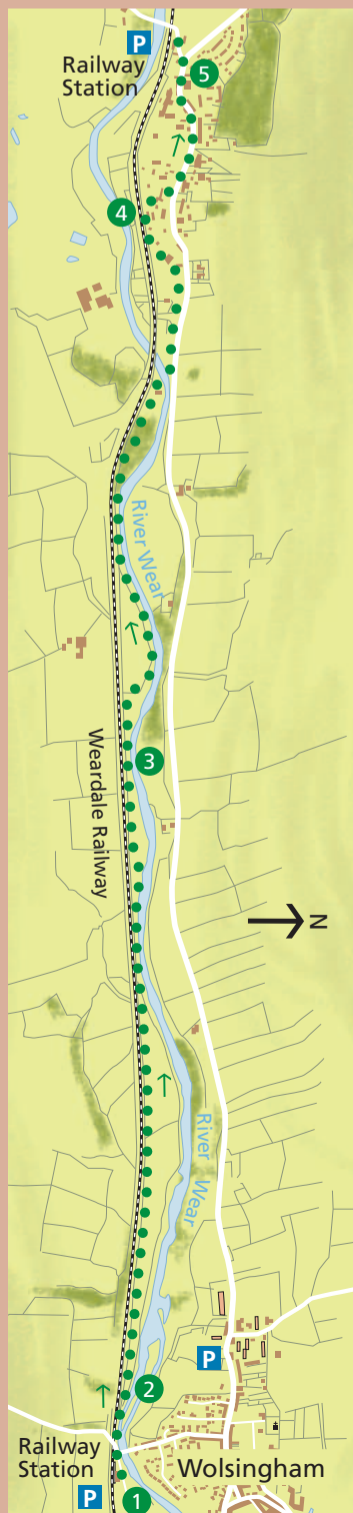 P
Railway
Station
5
4
River Wear
3
Weardale Railway
N
River Wear
P
2
Railway
Station
Wolsingham
P
1